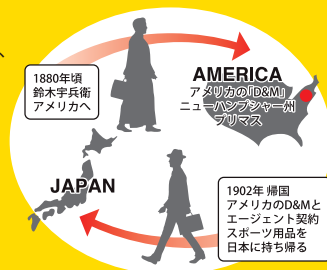 1880年頃
鈴木宇兵衛
アメリカへ
AMERICA
アメリカの「D&M」
ニューハンプシャー州
プリマス
JAPAN
1902年 帰国
アメリカのD&Mと
エージェント契約
スポーツ用品を
日本に持ち帰る